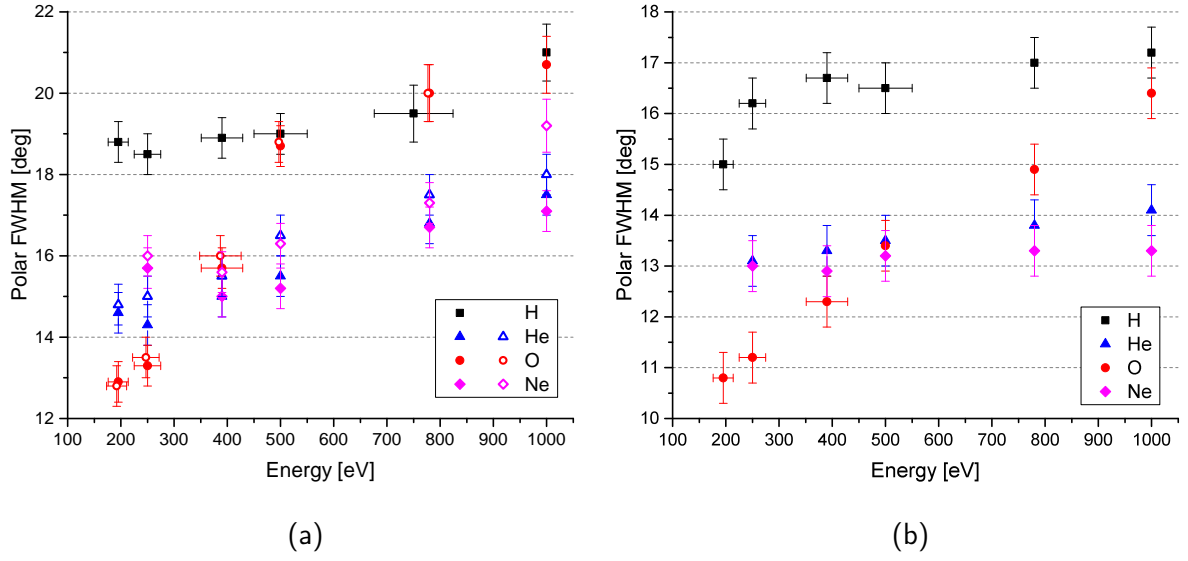 22
20
18
16
14
12
Polar FWHM [deg]
100 200 300 400 500 600 700 800 900 1000
Energy [eV]
H
He
O
Ne
(a)
18
17
16
15
14
13
12
11
10
Polar FWHM [deg]
100 200 300 400 500 600 700 800 900 1000
Energy [eV]
H
He
O
Ne
(b)